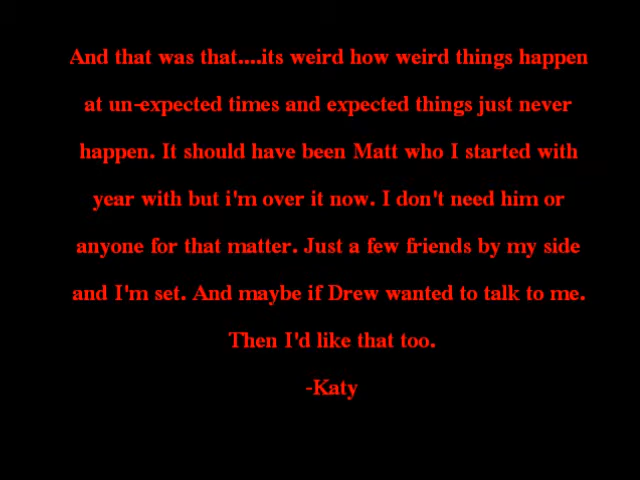 And that was that....its weird how weird things happen
at un-expected times and expected things just never
happen. It should have been Matt who I started with
year with but i'm over it now. I don't need him or
anyone for that matter. Just a few friends by my side
and I'm set. And maybe if Drew wanted to talk to me.
Then I'd like that too.
-Katy